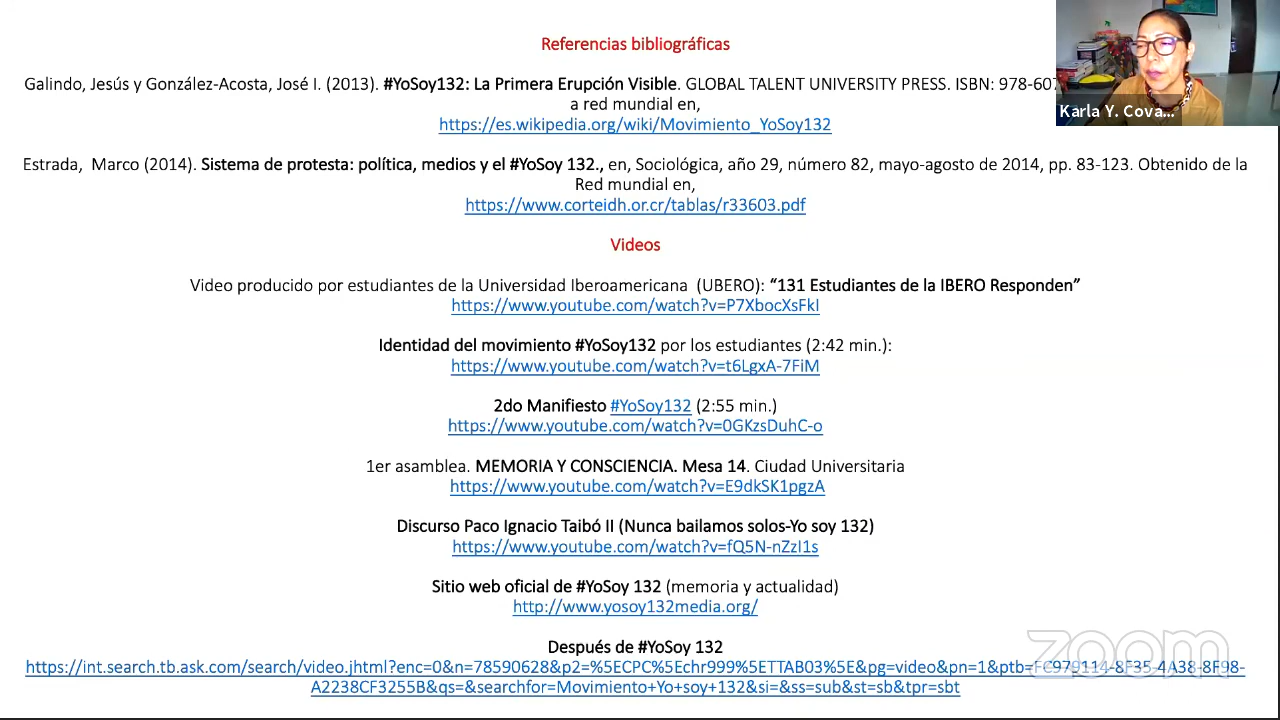 Referencias bibliográficas
Galindo, Jesús y González-Acosta, José I. (2013). #YoSoy132: La Primera Erupción Visible. GLOBAL TALENT UNIVERSITY PRESS. ISBN: 978-607
a red mundial en,
https://es.wikipedia.org/wiki/Movimiento_YoSoy132
Estrada, Marco (2014). Sistema de protesta: política, medios y el #YoSoy 132., en, Sociológica, año 29, número 82, mayo-agosto de 2014, pp. 83-123. Obtenido de la
Red mundial en,
https://www.corteidh.or.cr/tablas/r33603.pdf
Videos
Video producido por estudiantes de la Universidad Iberoamericana (UBERO): “131 Estudiantes de la IBERO Responden”
https://www.youtube.com/watch?v=P7XbocXsFkI
Identidad del movimiento #YoSoy132 por los estudiantes (2:42 min.):
https://www.youtube.com/watch?v=t6LgxA-7FiM
2do Manifiesto #YoSoy132 (2:55 min.)
https://www.youtube.com/watch?v=0GKzsDuhC-o
1er asamblea. MEMORIA Y CONSCIENCIA. Mesa 14. Ciudad Universitaria
https://www.youtube.com/watch?v=E9dkSK1pgzA
Discurso Paco Ignacio Taibó II (Nunca bailamos solos-Yo soy 132)
https://www.youtube.com/watch?v=fQ5N-nZzI1s
Sitio web oficial de #YoSoy 132 (memoria y actualidad)
http://www.yosoy132media.org/
Después de #YoSoy 132
https://int.search.tb.ask.com/search/video.jhtml?enc=0&n=78590628&p2=%5ECPC%5Echr999%5ETTAB03%5E&pg=video&pn=1&ptb=FC979114-8F35-4A38-8F98-
A2238CF3255B&qs=&searchfor=Movimiento+Yo+soy+132&si=&ss=sub&st=sb&tpr=sbt
Karla Y. Cova...
zoom